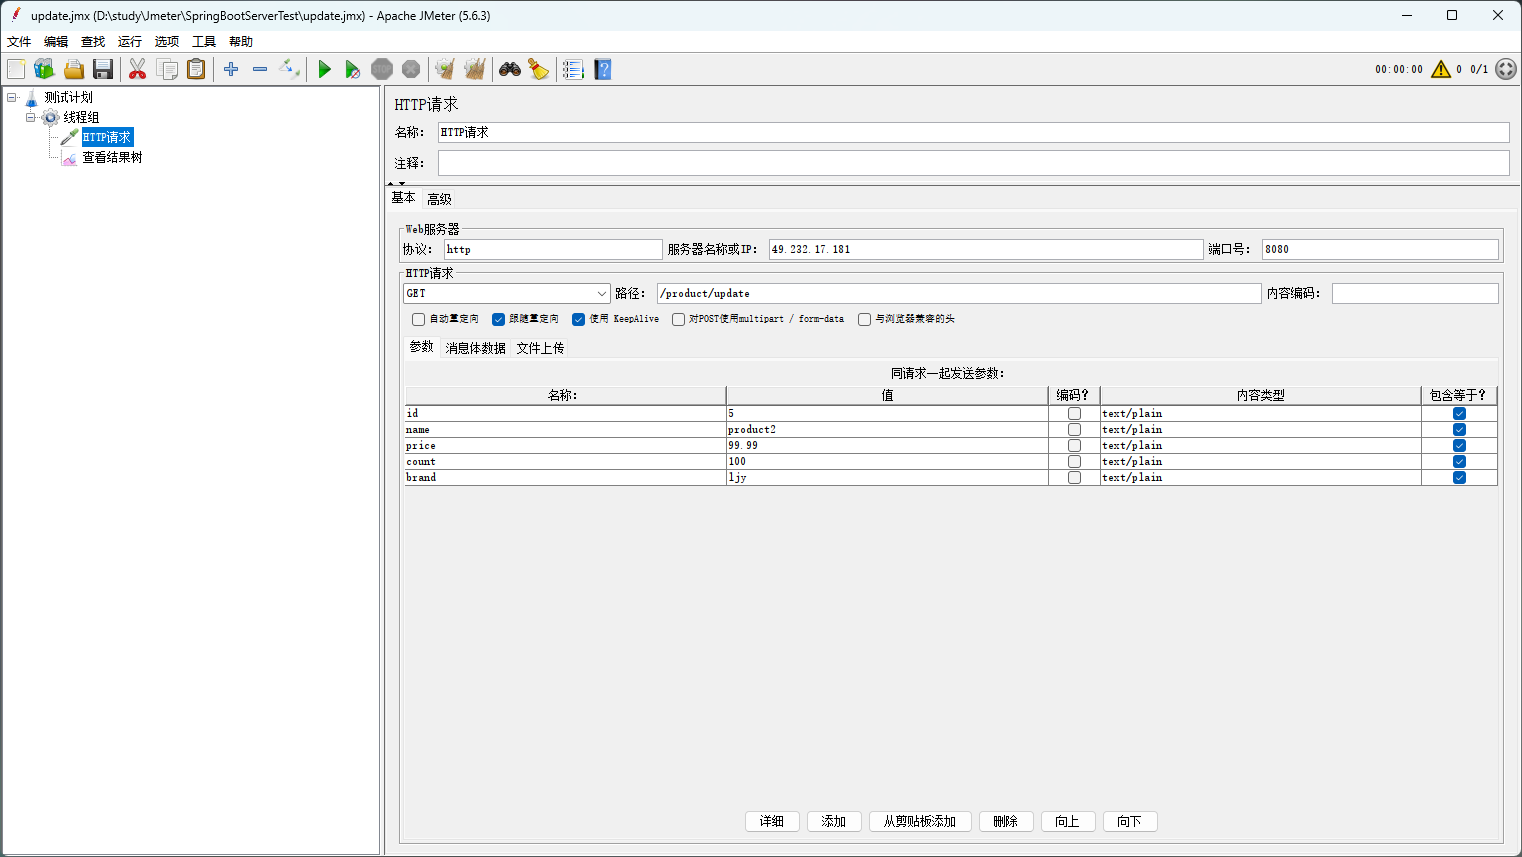 update.jmx (D:\study\Jmeter\SpringBootServerTest\update.jmx) - Apache JMeter (5.6.3)
文件 编辑 查找 运行 选项 工具 帮助
STOP
00:00:00 0 0/1
测试计划
线程组
HTTP请求
查看结果树
HTTP请求
名称： HTTP请求
注释：
基本 高级
Web服务器
协议： http 服务器名称或IP： 49.232.17.181 端口号： 8080
HTTP请求
GET 路径： /product/update 内容编码：
自动重定向 跟随重定向 使用 KeepAlive 对POST使用multipart / form-data 与浏览器兼容的头
参数 消息体数据 文件上传
同请求一起发送参数：
名称： 值 编码？ 内容类型 包含等于？
id 5 text/plain
name product2 text/plain
price 99.99 text/plain
count 100 text/plain
brand ljy text/plain
详细 添加 从剪贴板添加 删除 向上 向下